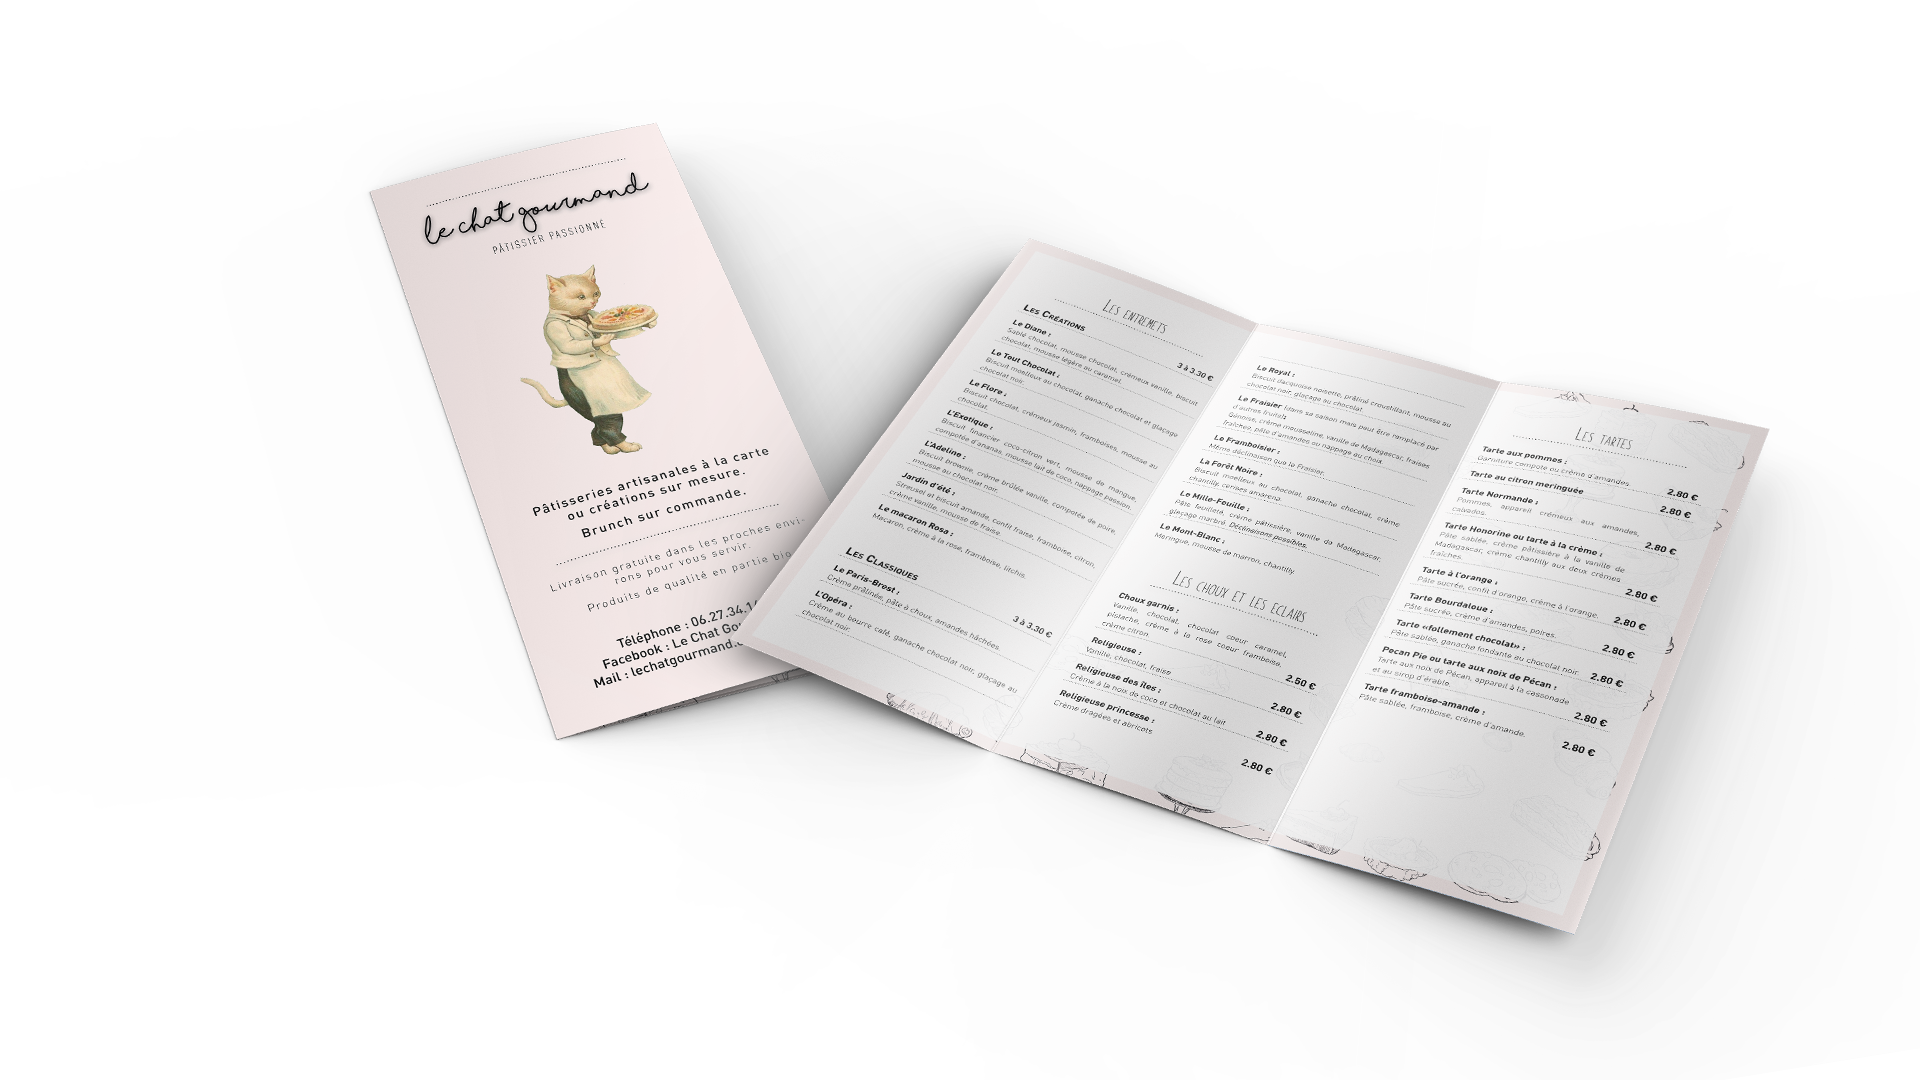 le chat gourmand
PÂTISSIER PASSIONNÉ
Pâtisseries artisanales à la carte
ou créations sur mesure.
Brunch sur commande.
Livraison gratuite dans les proches envi-
rons pour vous servir.
Produits de qualité en partie bio
Téléphone : 06.27.34.1
Facebook : Le Chat Gou
Mail : lechatgourmand.
LES ENTREMETS
LES CRÉATIONS
3 à 3.30 €
Le Diane :
Sablé chocolat, mousse chocolat, crémeux vanille, biscuit
chocolat, mousse légère au caramel.
Le Tout Chocolat :
Biscuit moelleux au chocolat, ganache chocolat et glaçage
chocolat noir.
Le Flore :
Biscuit chocolat, crémeux jasmin, framboises, mousse au
chocolat.
L'Exotique :
Biscuit financier coco-citron vert, mousse de mangue,
compotée d'ananas, mousse lait de coco, nappage passion.
L'Adeline :
Biscuit brownie, crème brûlée vanille, compotée de poire,
mousse au chocolat noir.
Jardin d'été :
Streusel et biscuit amande, confit fraise, framboise, citron,
crème vanille, mousse de fraise.
Le macaron Rosa :
Macaron, crème à la rose, framboise, litchis.
LES CLASSIQUES
3 à 3.30 €
Le Paris-Brest :
Crème pralinée, pâte à choux, amandes hâchées.
L'Opéra :
Crème au beurre café, ganache chocolat noir, glaçage au
chocolat noir.
Le Royal :
Biscuit dacquoise noisette, prâliné croustillant, mousse au
chocolat noir, glaçage au chocolat.
Le Fraisier (dans sa saison mais peut être remplacé par
d'autres fruits):
Génoise, crème mousseline, vanille de Madagascar, fraises
fraîches, pâte d'amandes ou nappage au choix.
Le Framboisier :
Même déclinaison que le Fraisier.
La Forêt Noire :
Biscuit moelleux au chocolat, ganache chocolat, crème
chantilly, cerises amarena.
Le Mille-Feuille :
Pâte feuilleté, crème pâtissière, vanille de Madagascar,
glaçage marbré. Déclinaisons possibles.
Le Mont-Blanc :
Meringue, mousse de marron, chantilly.
LES CHOUX ET LES ECLAIRS
Choux garnis :
Vanille, chocolat, chocolat coeur caramel,
pistache, crème à la rose coeur framboise,
crème citron.
2.50 €
Religieuse :
Vanille, chocolat, fraise
2.80 €
Religieuse des îles :
Crème à la noix de coco et chocolat au lait
2.80 €
Religieuse princesse :
Crème dragées et abricots
2.80 €
LES TARTES
Tarte aux pommes :
Garniture compote ou crème d'amandes.
2.80 €
Tarte au citron meringuée
2.80 €
Tarte Normande :
Pommes, appareil crémeux aux amandes,
calvados.
2.80 €
Tarte Honorine ou tarte à la crème :
Pâte sablée, crème pâtissière à la vanille de
Madagascar, crème chantilly aux deux crèmes
fraîches.
2.80 €
Tarte à l'orange :
Pâte sucrée, confit d'orange, crème à l'orange.
2.80 €
Tarte Bourdaloue :
Pâte sucrée, crème d'amandes, poires.
2.80 €
Tarte «follement chocolat» :
Pâte sablée, ganache fondante au chocolat noir.
2.80 €
Pecan Pie ou tarte aux noix de Pécan :
Tarte aux noix de Pécan, appareil à la cassonade
et au sirop d'érable.
2.80 €
Tarte framboise-amande :
Pâte sablée, framboise, crème d'amande.
2.80 €